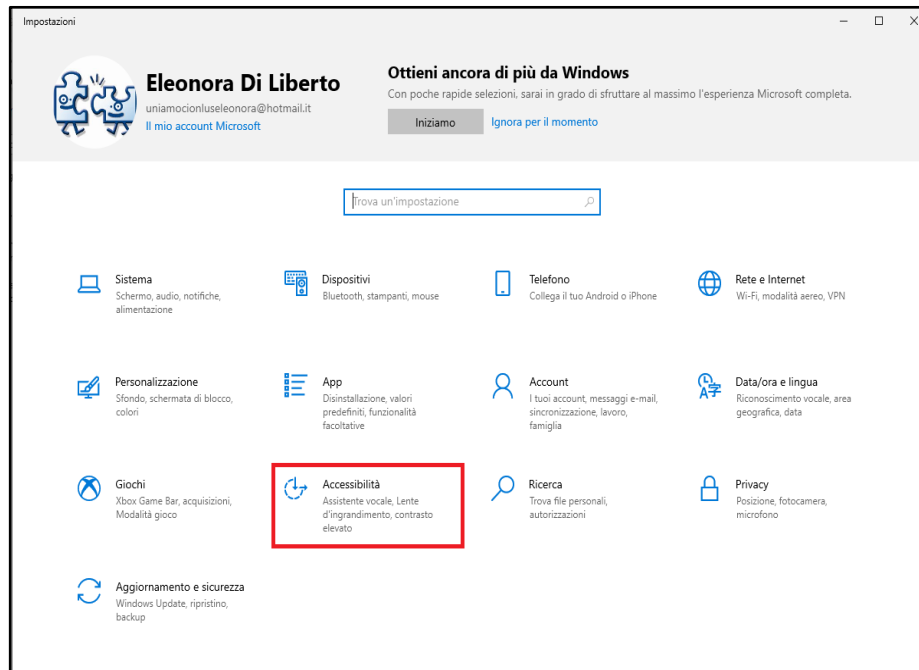 Impostazioni
Eleonora Di Liberto
uniamocionluseleonora@hotmail.it
Il mio account Microsoft
Ottieni ancora di più da Windows
Con poche rapide selezioni, sarai in grado di sfruttare al massimo l'esperienza Microsoft completa.
Iniziamo
Ignora per il momento
Trova un'impostazione
Sistema
Schermo, audio, notifiche,
alimentazione
Dispositivi
Bluetooth, stampanti, mouse
Telefono
Collega il tuo Android o iPhone
Rete e Internet
Wi-Fi, modalità aereo, VPN
Personalizzazione
Sfondo, schermata di blocco,
colori
App
Disinstallazione, valori
predefiniti, funzionalità
facoltative
Account
I tuoi account, messaggi e-mail,
sincronizzazione, lavoro,
famiglia
Data/ora e lingua
Riconoscimento vocale, area
geografica, data
Giochi
Xbox Game Bar, acquisizioni,
Modalità gioco
Accessibilità
Assistente vocale, Lente
d'ingrandimento, contrasto
elevato
Ricerca
Trova file personali,
autorizzazioni
Privacy
Posizione, fotocamera,
microfono
Aggiornamento e sicurezza
Windows Update, ripristino,
backup